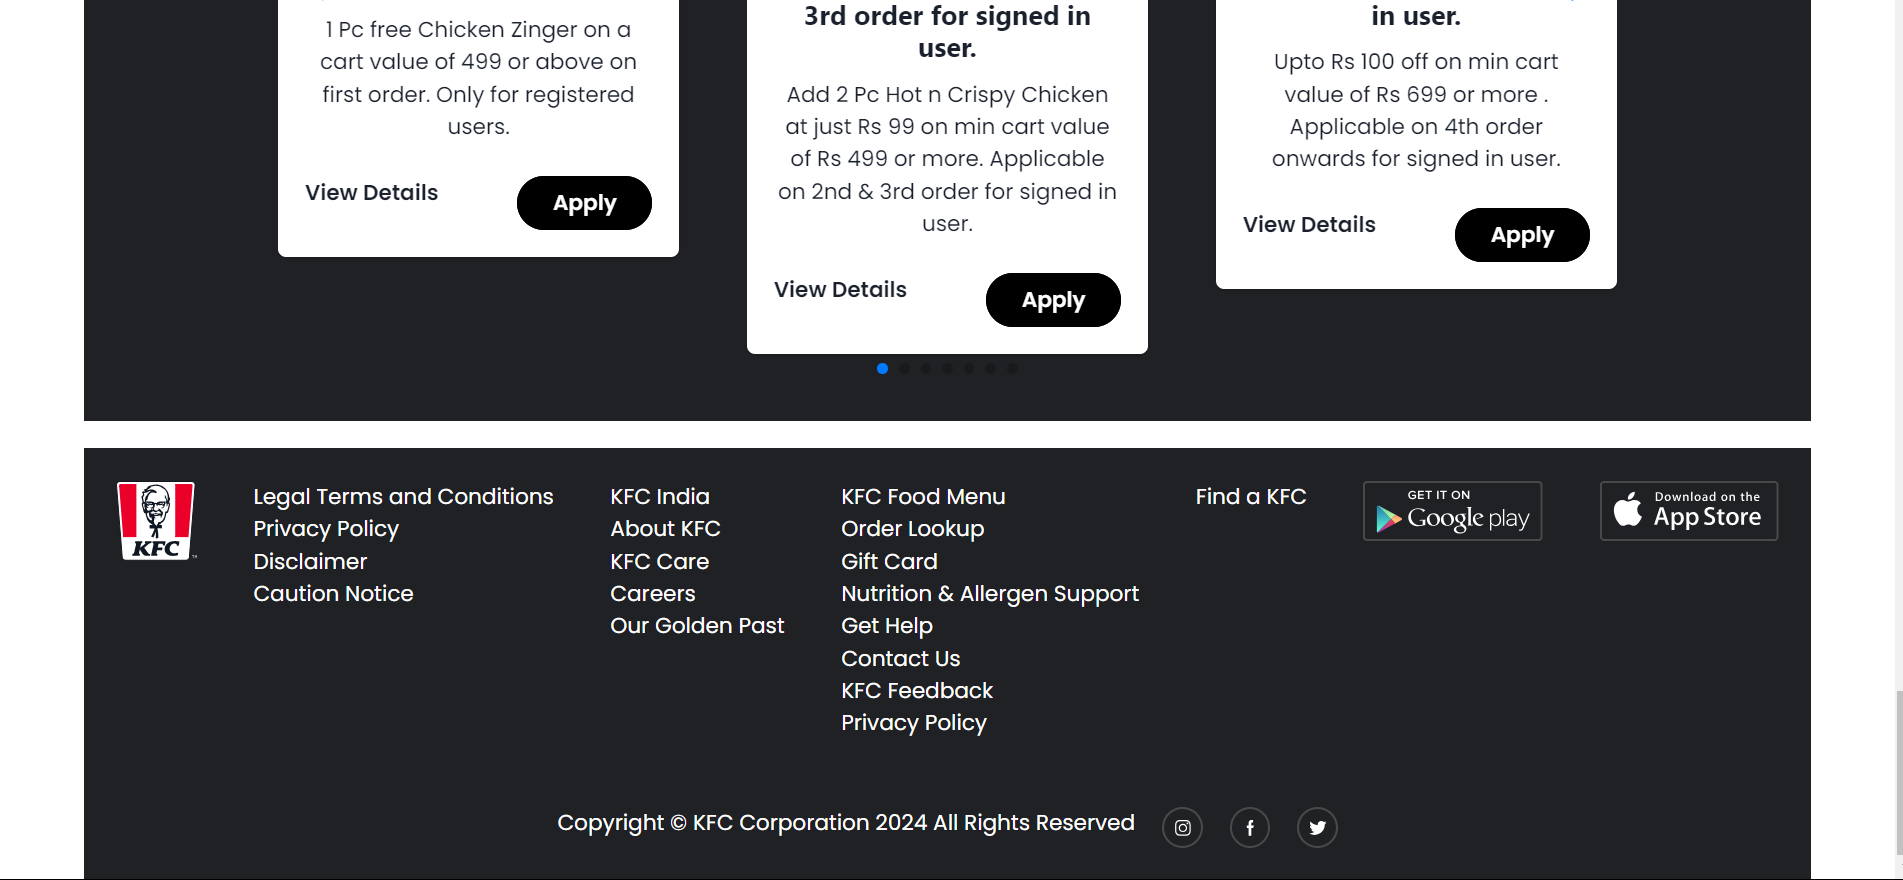 1 Pc free Chicken Zinger on a
cart value of 499 or above on
first order. Only for registered
users.
View Details
Apply
3rd order for signed in
user.
Add 2 Pc Hot n Crispy Chicken
at just Rs 99 on min cart value
of Rs 499 or more. Applicable
on 2nd & 3rd order for signed in
user.
View Details
Apply
in user.
Upto Rs 100 off on min cart
value of Rs 699 or more .
Applicable on 4th order
onwards for signed in user.
View Details
Apply
KFC
Legal Terms and Conditions
Privacy Policy
Disclaimer
Caution Notice
KFC India
About KFC
KFC Care
Careers
Our Golden Past
KFC Food Menu
Order Lookup
Gift Card
Nutrition & Allergen Support
Get Help
Contact Us
KFC Feedback
Privacy Policy
Find a KFC
GET IT ON
Google play
Download on the
App Store
Copyright © KFC Corporation 2024 All Rights Reserved